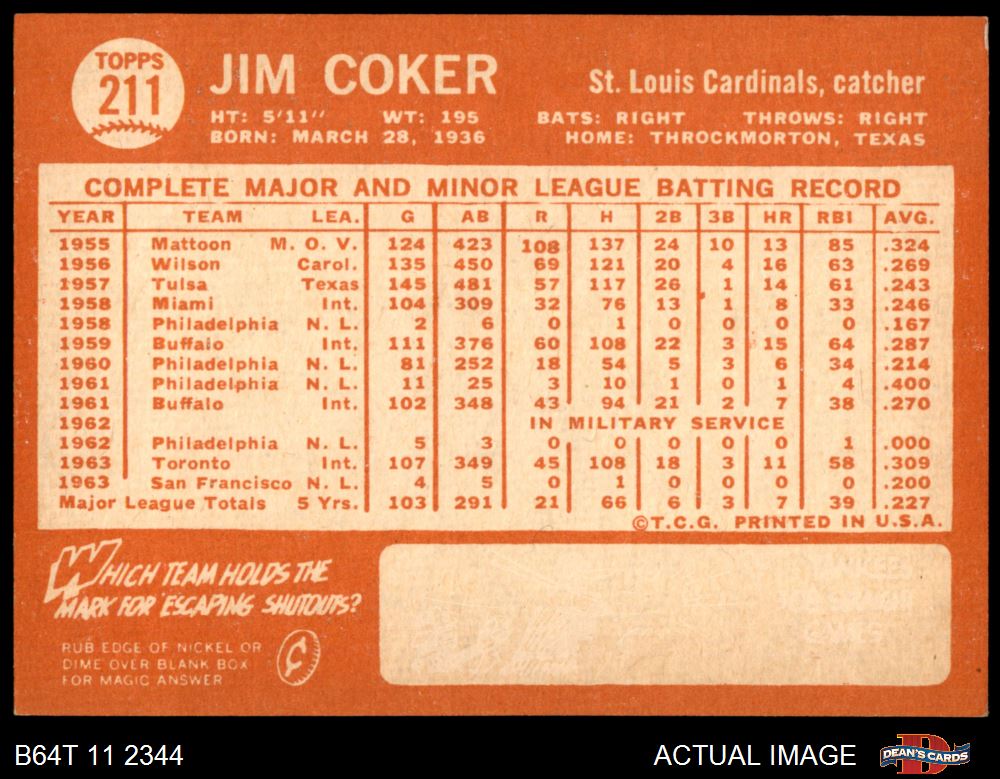 TOPPS
211
JIM COKER
St. Louis Cardinals, catcher
HT: 5'11" WT: 195 BATS: RIGHT THROWS: RIGHT
BORN: MARCH 28, 1936 HOME: THROCKMORTON, TEXAS
COMPLETE MAJOR AND MINOR LEAGUE BATTING RECORD
YEAR TEAM LEA. G AB R H 2B 3B HR RBI AVG.
1955 Mattoon M. O. V. 124 423 108 137 24 10 13 85 .324
1956 Wilson Carol. 135 450 69 121 20 4 16 63 .269
1957 Tulsa Texas 145 481 57 117 26 1 14 61 .243
1958 Miami Int. 104 309 32 76 13 1 8 33 .246
1958 Philadelphia N. L. 2 6 0 1 0 0 0 0 .167
1959 Buffalo Int. 111 376 60 108 22 3 15 64 .287
1960 Philadelphia N. L. 81 252 18 54 5 3 6 34 .214
1961 Philadelphia N. L. 11 25 3 10 1 0 1 4 .400
1961 Buffalo Int. 102 348 43 94 21 2 7 38 .270
1962 IN MILITARY SERVICE
1962 Philadelphia N. L. 5 3 0 0 0 0 0 1 .000
1963 Toronto Int. 107 349 45 108 18 3 11 58 .309
1963 San Francisco N. L. 4 5 0 1 0 0 0 0 .200
Major League Totals 5 Yrs. 103 291 21 66 6 3 7 39 .227
©T.C.G. PRINTED IN U.S.A.
WHICH TEAM HOLDS THE
MARK FOR ESCAPING SHUTOUTS?
RUB EDGE OF NICKEL OR
DIME OVER BLANK BOX
FOR MAGIC ANSWER
¢
B64T 11 2344
ACTUAL IMAGE
DEAN'S CARDS